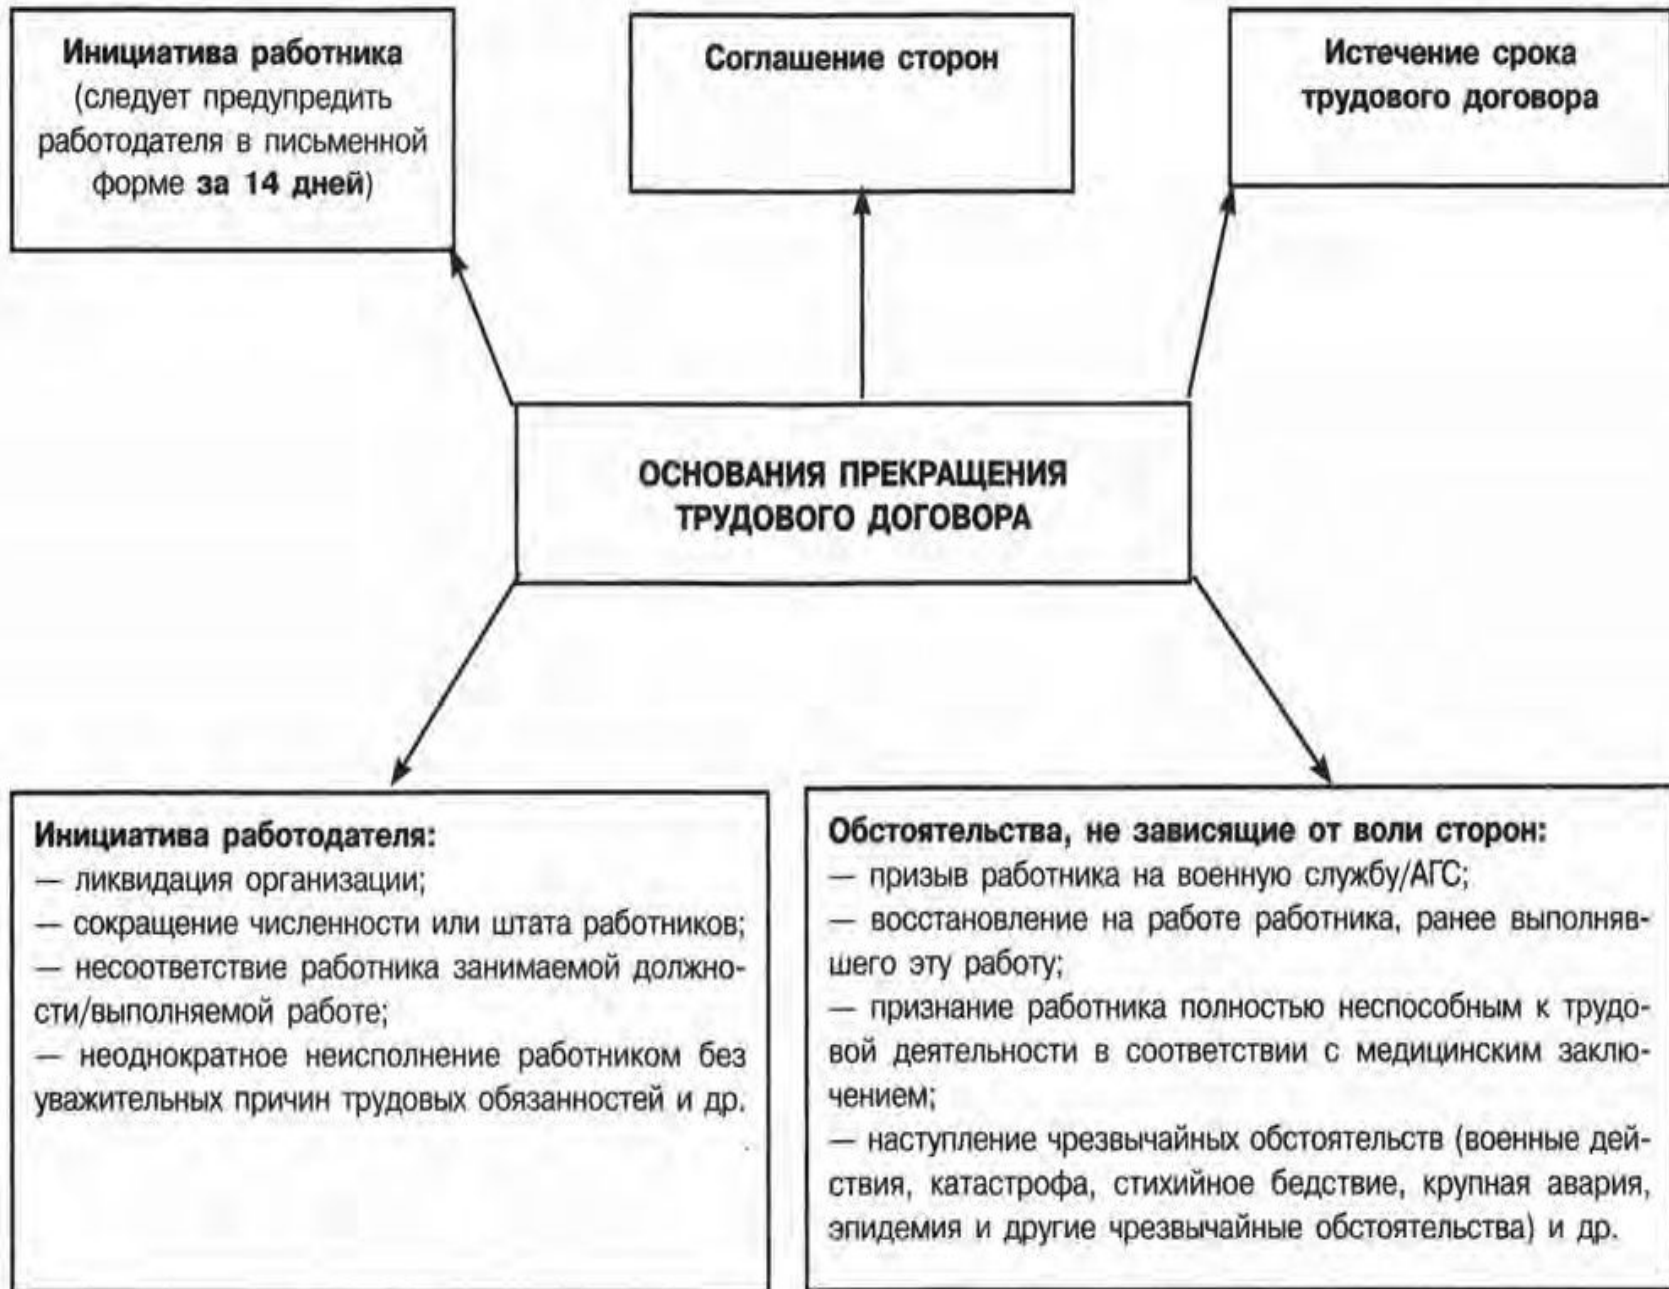 Инициатива работника
(следует предупредить
работодателя в письменной
форме за 14 дней)
Соглашение сторон
Истечение срока
трудового договора
ОСНОВАНИЯ ПРЕКРАЩЕНИЯ
ТРУДОВОГО ДОГОВОРА
Инициатива работодателя:
— ликвидация организации;
— сокращение численности или штата работников;
— несоответствие работника занимаемой должно-
сти/выполняемой работе;
— неоднократное неисполнение работником без
уважительных причин трудовых обязанностей и др.
Обстоятельства, не зависящие от воли сторон:
— призыв работника на военную службу/АГС;
— восстановление на работе работника, ранее выполняв-
шего эту работу;
— признание работника полностью неспособным к трудо-
вой деятельности в соответствии с медицинским заклю-
чением;
— наступление чрезвычайных обстоятельств (военные дей-
ствия, катастрофа, стихийное бедствие, крупная авария,
эпидемия и другие чрезвычайные обстоятельства) и др.